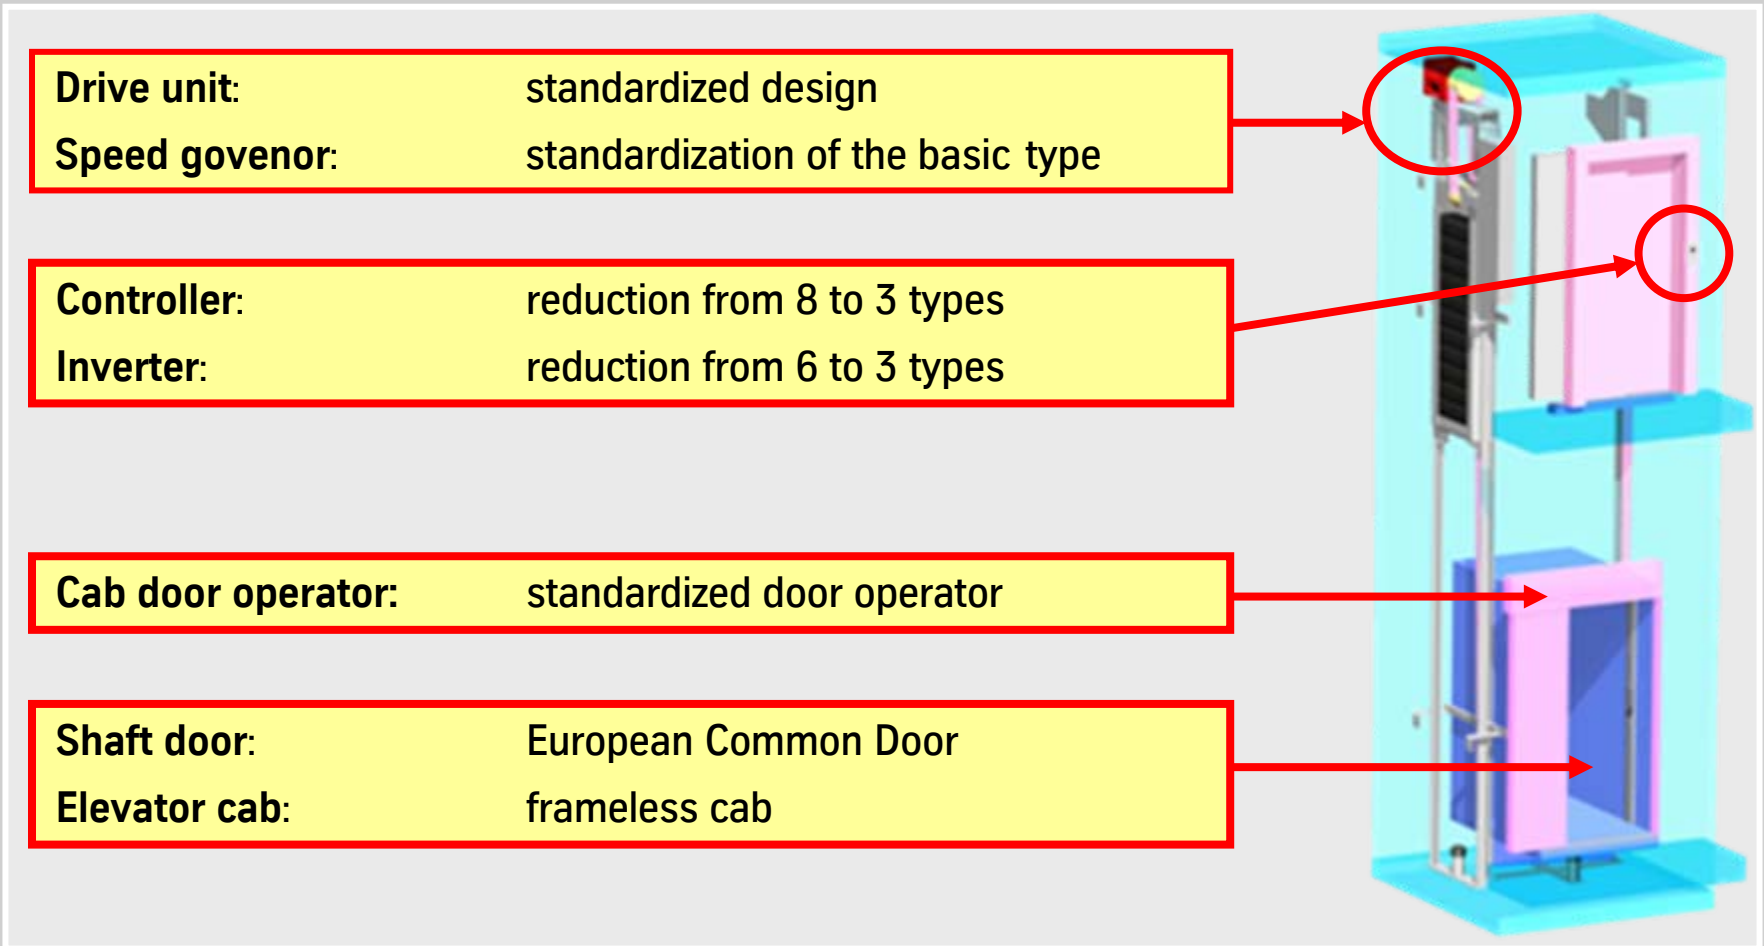 Drive unit: standardized design
Speed govenor: standardization of the basic type
Controller: reduction from 8 to 3 types
Inverter: reduction from 6 to 3 types
Cab door operator: standardized door operator
Shaft door: European Common Door
Elevator cab: frameless cab